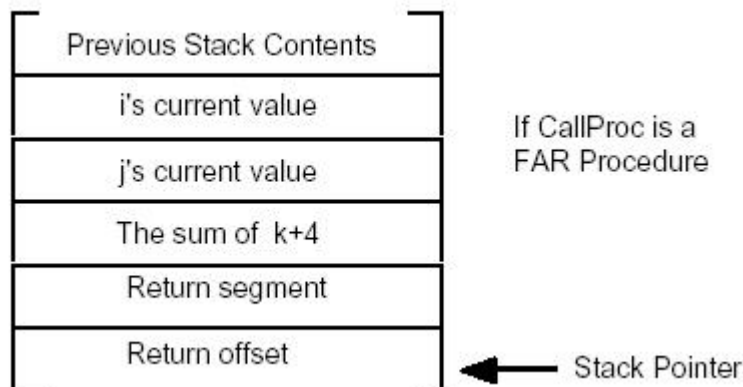 Previous Stack Contents
i's current value
j's current value
The sum of k+4
Return segment
Return offset
If CallProc is a
FAR Procedure
Stack Pointer